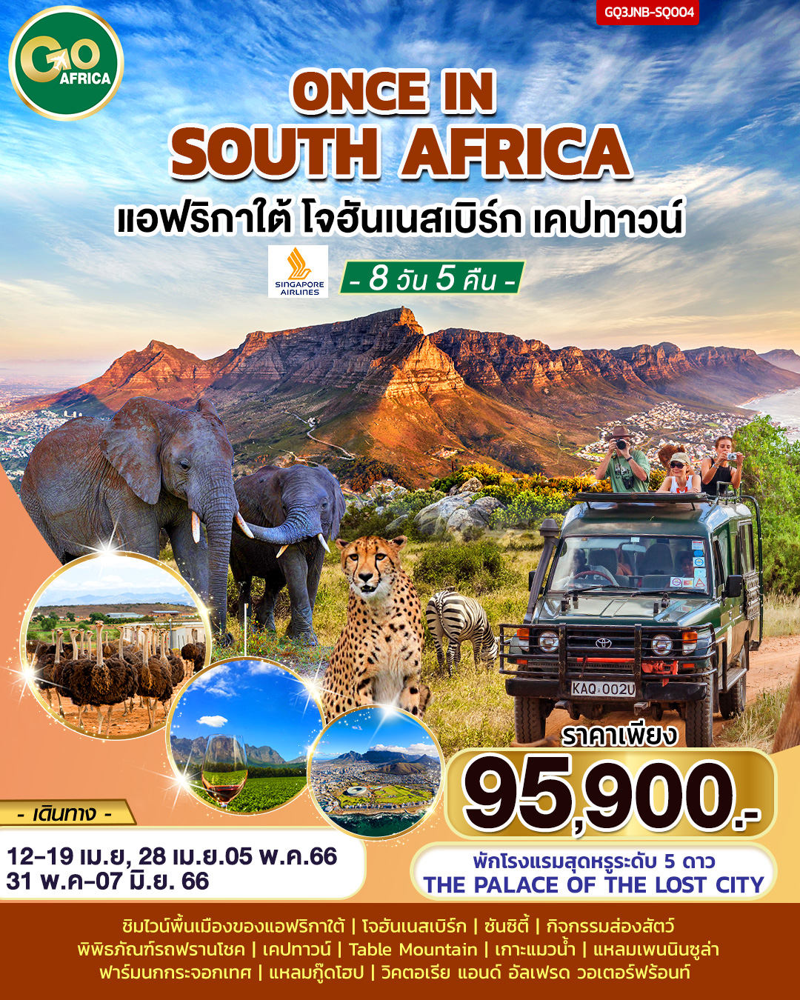 GQ3JNB-SQ004
GO
AFRICA
ONCE IN
SOUTH AFRICA
แอฟริกาใต้ โจฮันเนสเบิร์ก เคปทาวน์
SINGAPORE
AIRLINES
- 8 วัน 5 คืน -
KAQ 002U
ราคาเพียง
95,900.-
- เดินทาง -
12-19 เม.ย, 28 เม.ย.05 พ.ค.66
31 พ.ค-07 มิ.ย. 66
พักโรงแรมสุดหรูระดับ 5 ดาว
THE PALACE OF THE LOST CITY
ชิมไวน์พื้นเมืองของแอฟริกาใต้ | โจฮันเนสเบิร์ก | ซันซิตี้ | กิจกรรมส่องสัตว์
พิพิธภัณฑ์รถฟรานโชค | เคปทาวน์ | Table Mountain | เกาะแมวน้ำ | แหลมเพนนินซูล่า
ฟาร์มนกกระจอกเทศ | แหลมกู๊ดโฮป | วิคตอเรีย แอนด์ อัลเฟรด วอเตอร์ฟร้อนท์